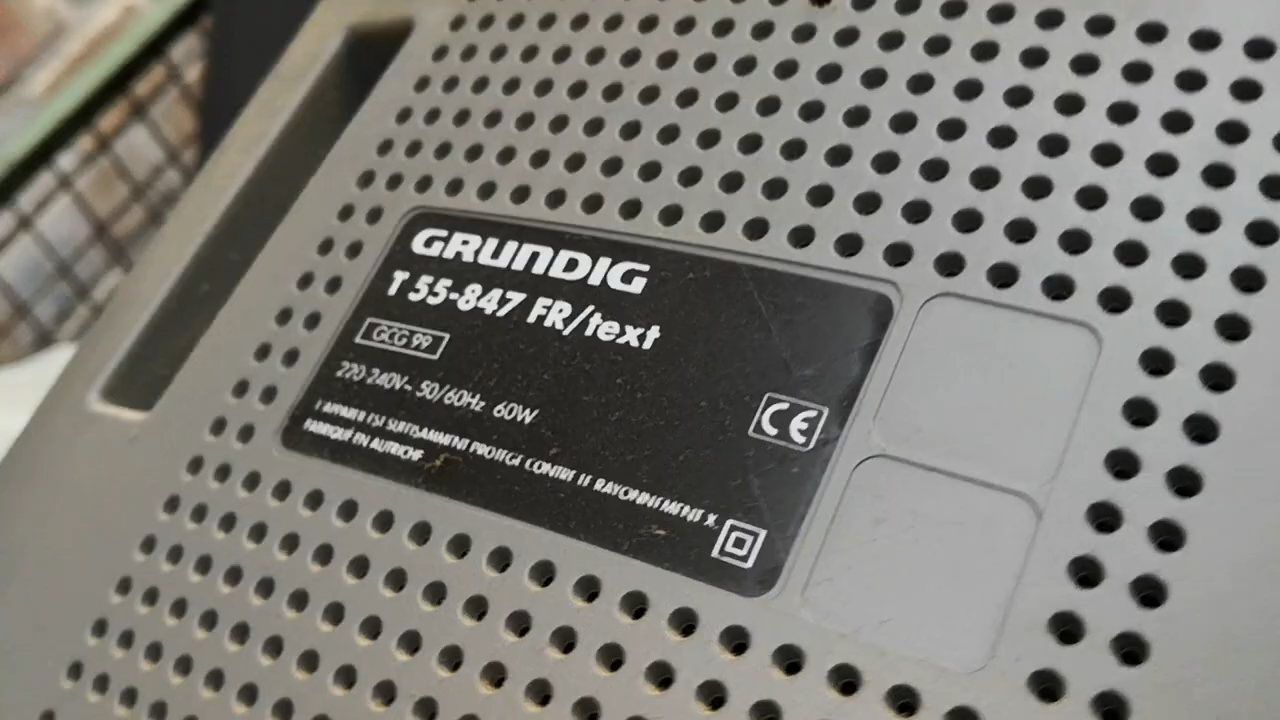 GRUNDIG
T 55-847 FR/text
GCG 99
220-240V~ 50/60Hz 60W
L'APPAREIL EST SUFFISAMMENT PROTEGE CONTRE LE RAYONNEMENT X.
FABRIQUÉ EN AUTRICHE
CE